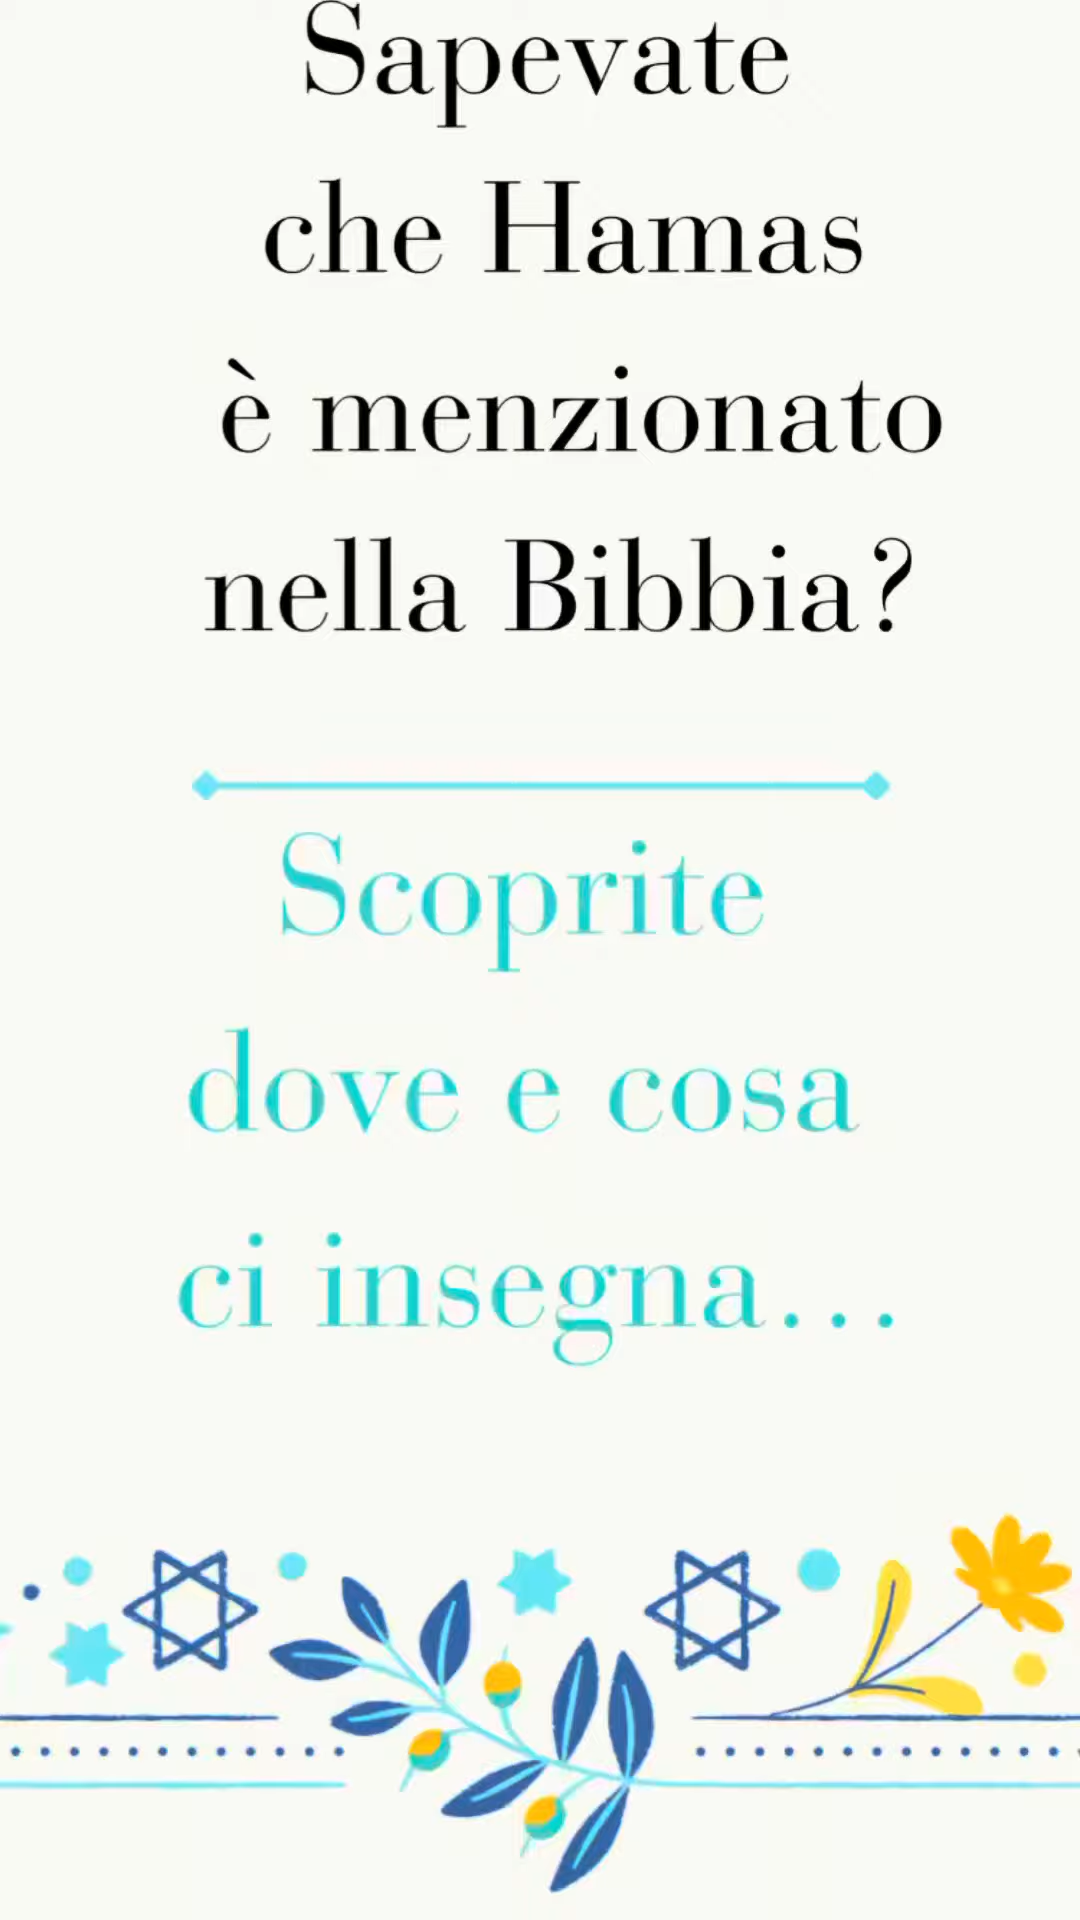 Sapevate
che Hamas
è menzionato
nella Bibbia?
Scoprite
dove e cosa
ci insegna...